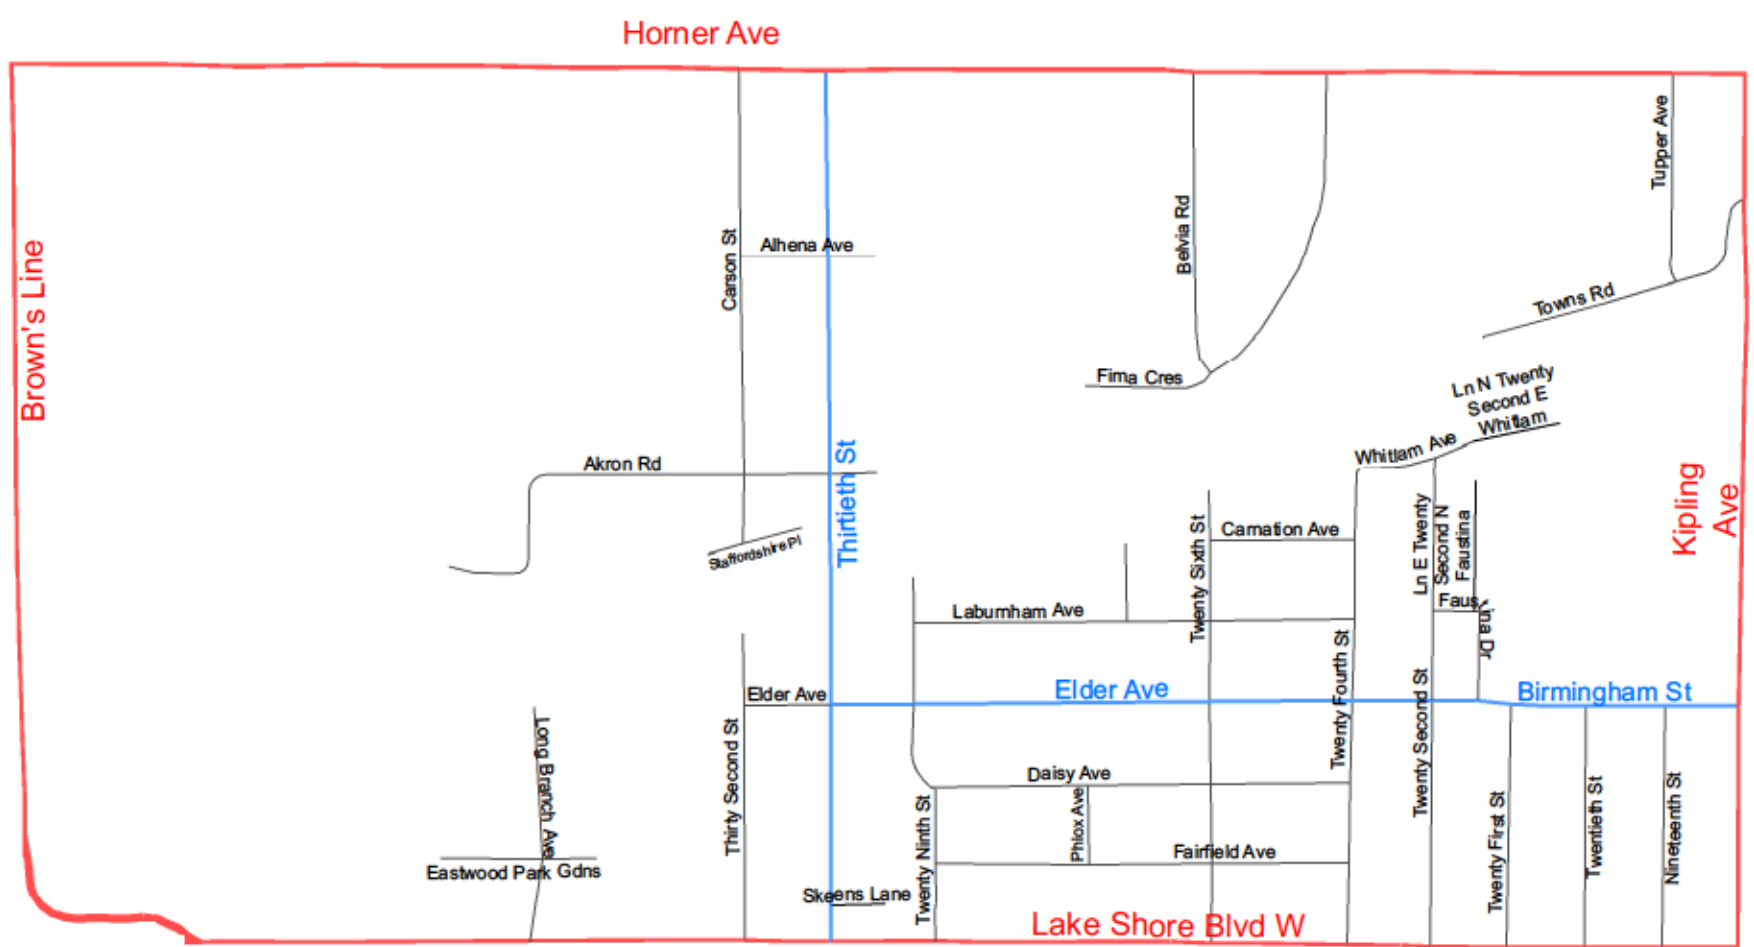 Horner Ave
Tupper Ave
Belvia Rd
Carson St
Alhena Ave
Brown's Line
Towns Rd
Fima Cres
Ln N Twenty
Second E
Whitlam
Whitlam Ave
Akron Rd
Thirtieth St
Kipling
Ave
Staffordshire Pl
Twenty Sixth St
Carnation Ave
Ln E Twenty
Second N
Faustina
Laburnham Ave
Faustina Dr
Twenty Fourth St
Elder Ave
Elder Ave
Birmingham St
Long Branch Ave
Thirty Second St
Twenty Second St
Daisy Ave
Phlox Ave
Twenty Ninth St
Twenty First St
Twentieth St
Nineteenth St
Fairfield Ave
Eastwood Park Gdns
Skeens Lane
Lake Shore Blvd W